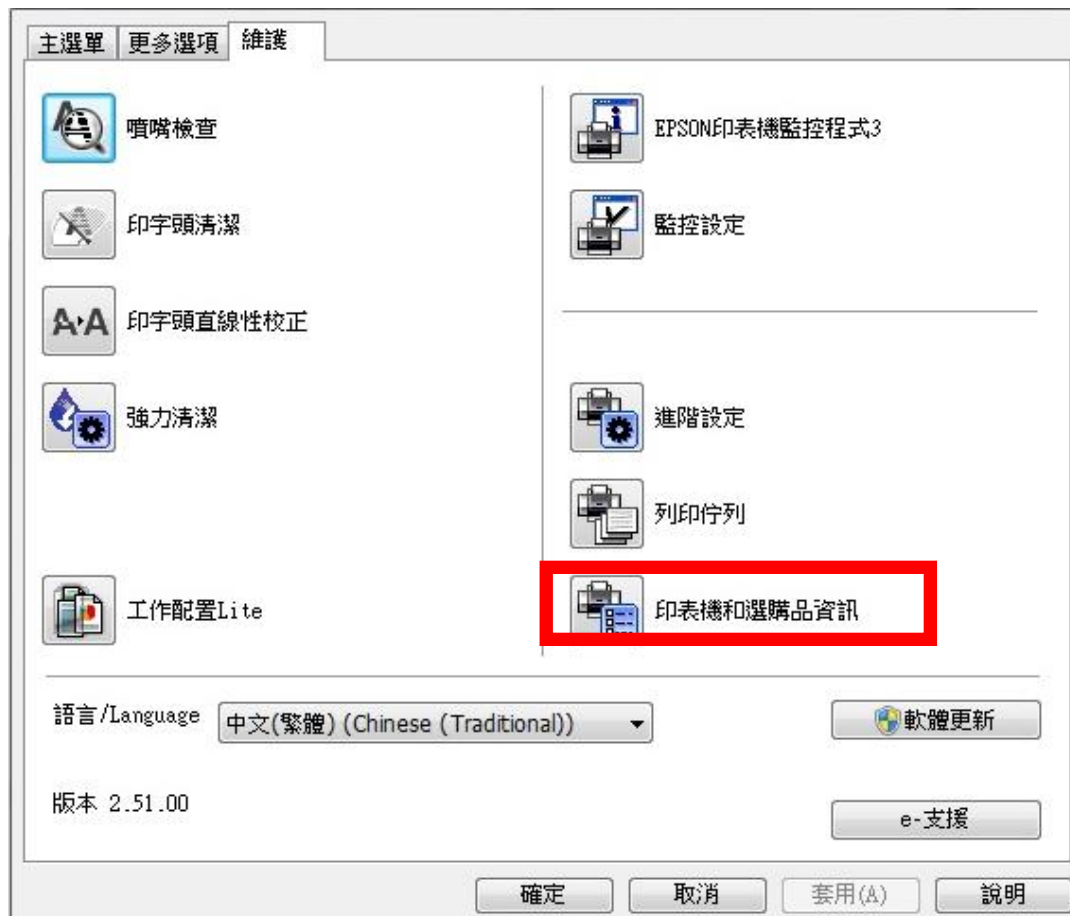 主選單 更多選項 維護
噴嘴檢查
印字頭清潔
印字頭直線性校正
強力清潔
工作配置Lite
EPSON印表機監控程式3
監控設定
進階設定
列印佇列
印表機和選購品資訊
語言/Language 中文(繁體) (Chinese (Traditional))
軟體更新
版本 2.51.00
e-支援
確定 取消 套用(A) 說明